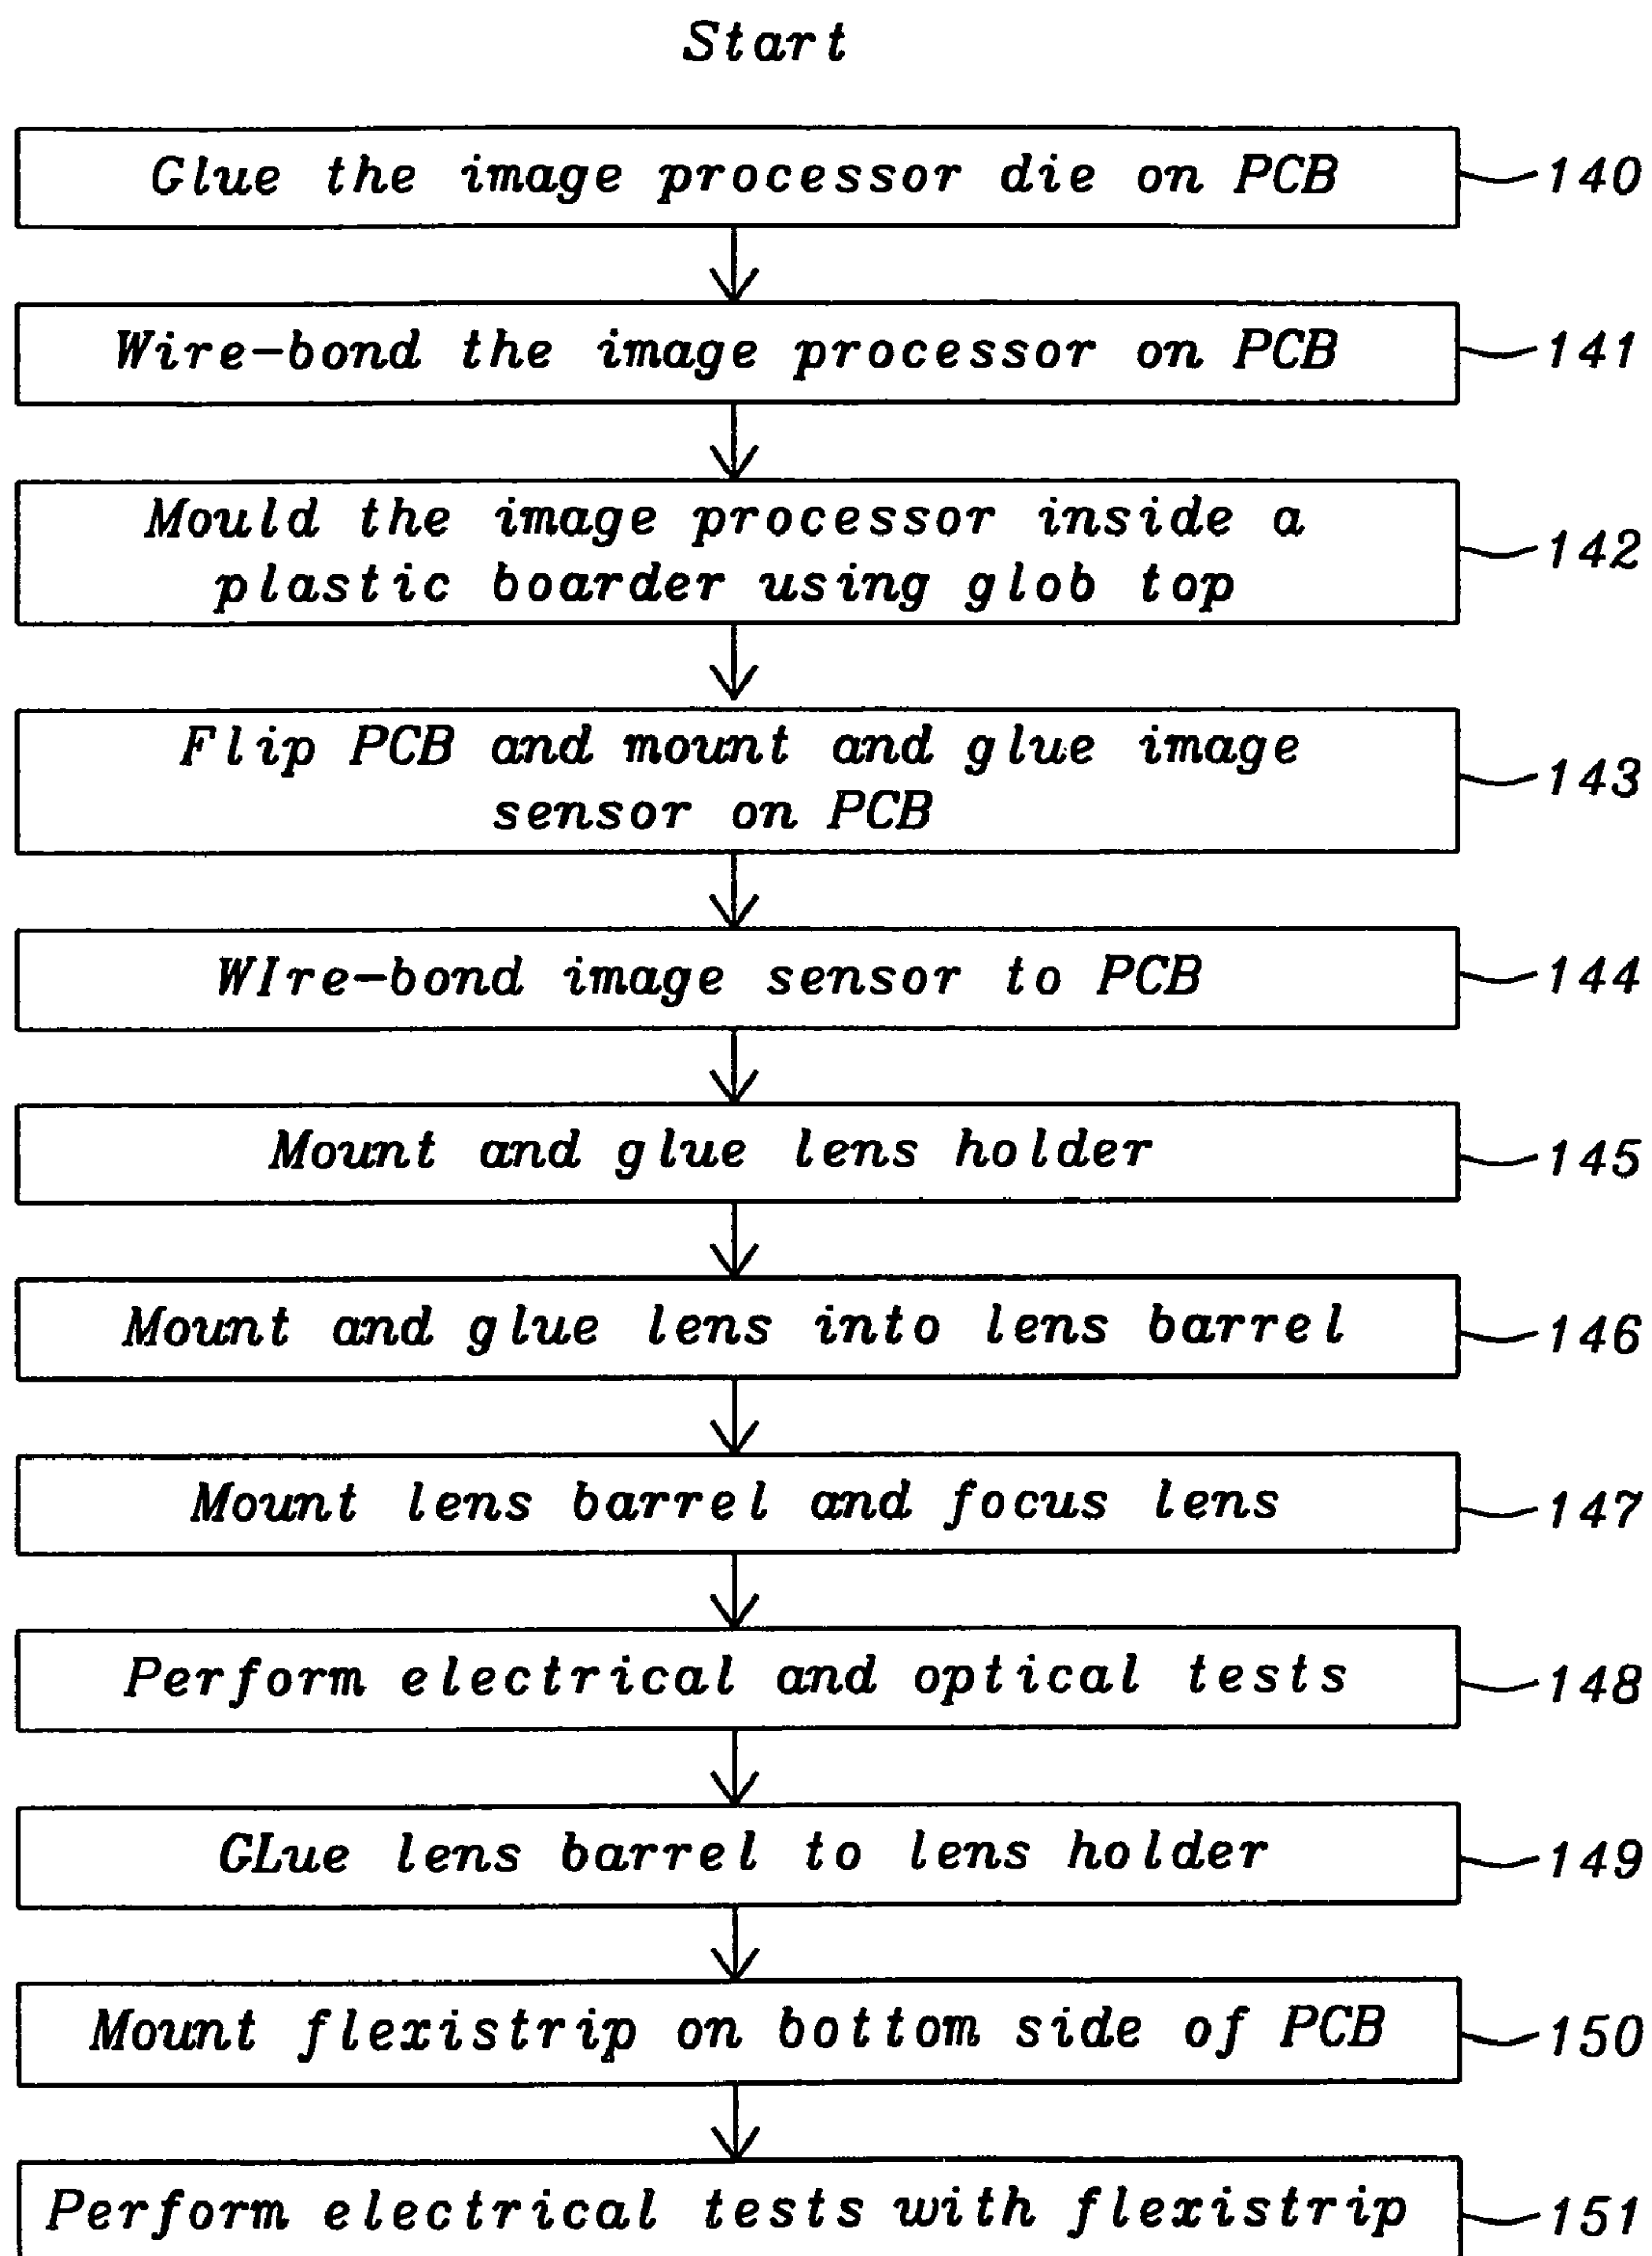 Start
Glue the image processor die on PCB
140
Wire-bond the image processor on PCB
141
Mould the image processor inside a
plastic boarder using glob top
142
Flip PCB and mount and glue image
sensor on PCB
143
WIre-bond image sensor to PCB
144
Mount and glue lens holder
145
Mount and glue lens into lens barrel
146
Mount lens barrel and focus lens
147
Perform electrical and optical tests
148
GLue lens barrel to lens holder
149
Mount flexistrip on bottom side of PCB
150
Perform electrical tests with flexistrip
151